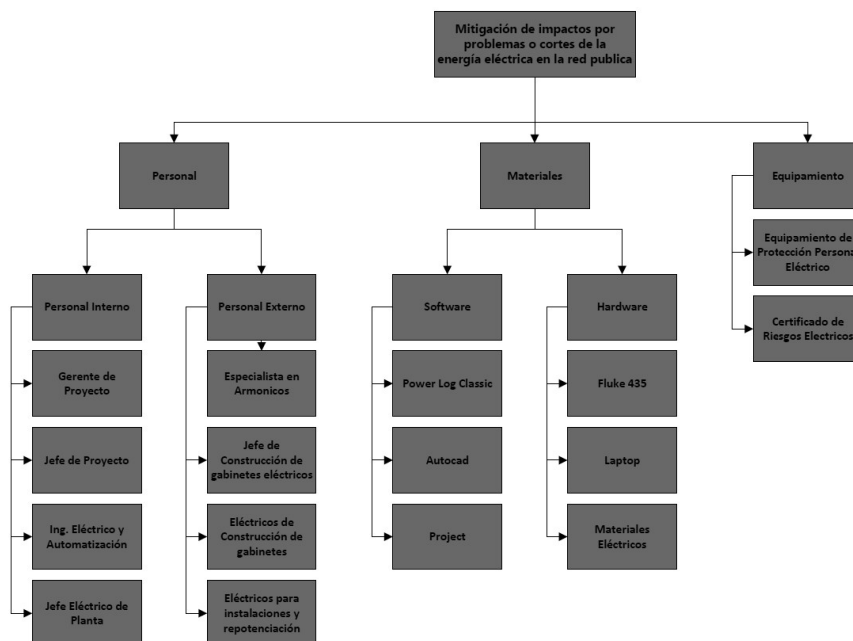 Mitigación de impactos por
problemas o cortes de la
energía eléctrica en la red publica
Personal
Materiales
Equipamiento
Personal Interno
Gerente de
Proyecto
Jefe de Proyecto
Ing. Eléctrico y
Automatización
Jefe Eléctrico de
Planta
Personal Externo
Especialista en
Armonicos
Jefe de
Construcción de
gabinetes eléctricos
Eléctricos de
Construcción de
gabinetes
Eléctricos para
instalaciones y
repotenciación
Software
Power Log Classic
Autocad
Project
Hardware
Fluke 435
Laptop
Materiales
Eléctricos
Equipamiento de
Protección Personal
Eléctrico
Certificado de
Riesgos Electricos